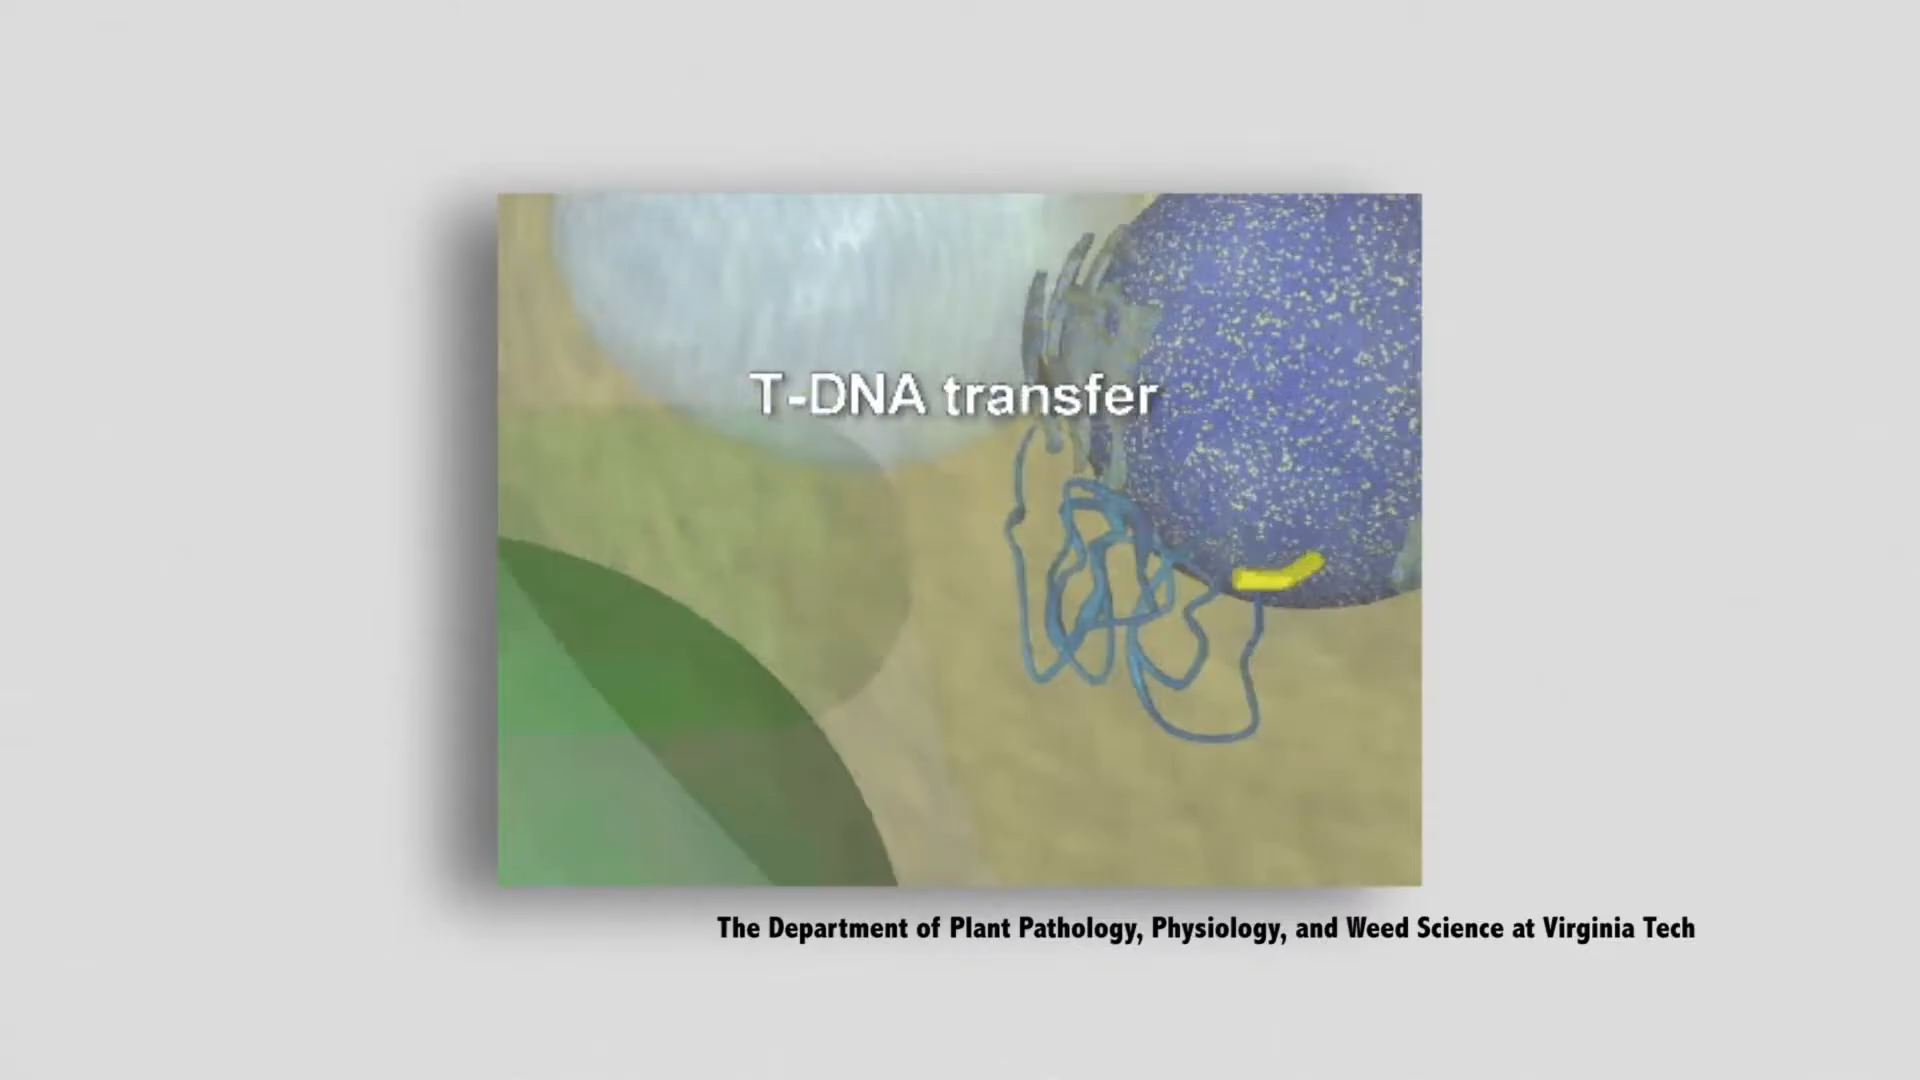 T-DNA transfer
The Department of Plant Pathology, Physiology, and Weed Science at Virginia Tech